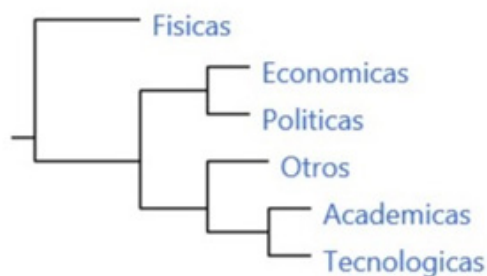 Fisicas
Economicas
Politicas
Otros
Academicas
Tecnologicas